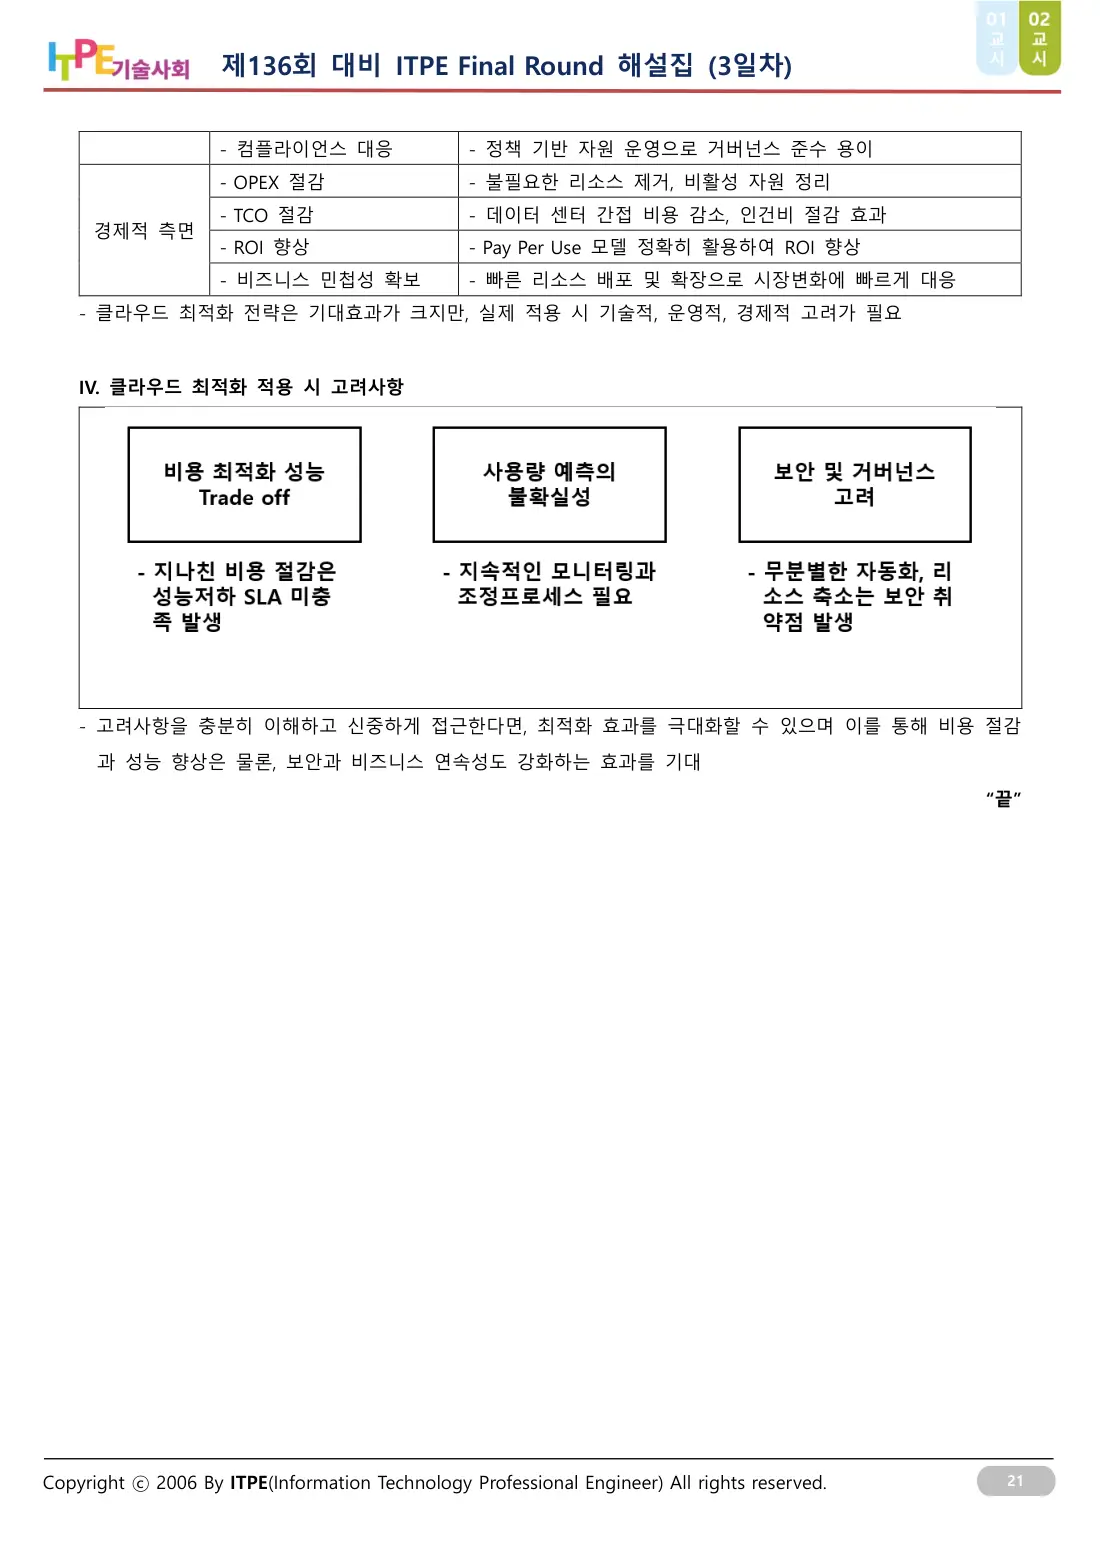 ITPE기술사회 제136회 대비 ITPE Final Round 해설집 (3일차)
01 교시
02 교시
- 컴플라이언스 대응 - 정책 기반 자원 운영으로 거버넌스 준수 용이
경제적 측면
- OPEX 절감 - 불필요한 리소스 제거, 비활성 자원 정리
- TCO 절감 - 데이터 센터 간접 비용 감소, 인건비 절감 효과
- ROI 향상 - Pay Per Use 모델 정확히 활용하여 ROI 향상
- 비즈니스 민첩성 확보 - 빠른 리소스 배포 및 확장으로 시장변화에 빠르게 대응
- 클라우드 최적화 전략은 기대효과가 크지만, 실제 적용 시 기술적, 운영적, 경제적 고려가 필요
IV. 클라우드 최적화 적용 시 고려사항
비용 최적화 성능
Trade off
- 지나친 비용 절감은
성능저하 SLA 미충
족 발생
사용량 예측의
불확실성
- 지속적인 모니터링과
조정프로세스 필요
보안 및 거버넌스
고려
- 무분별한 자동화, 리
소스 축소는 보안 취
약점 발생
- 고려사항을 충분히 이해하고 신중하게 접근한다면, 최적화 효과를 극대화할 수 있으며 이를 통해 비용 절감
과 성능 향상은 물론, 보안과 비즈니스 연속성도 강화하는 효과를 기대
“끝”
Copyright ⓒ 2006 By ITPE(Information Technology Professional Engineer) All rights reserved.
21